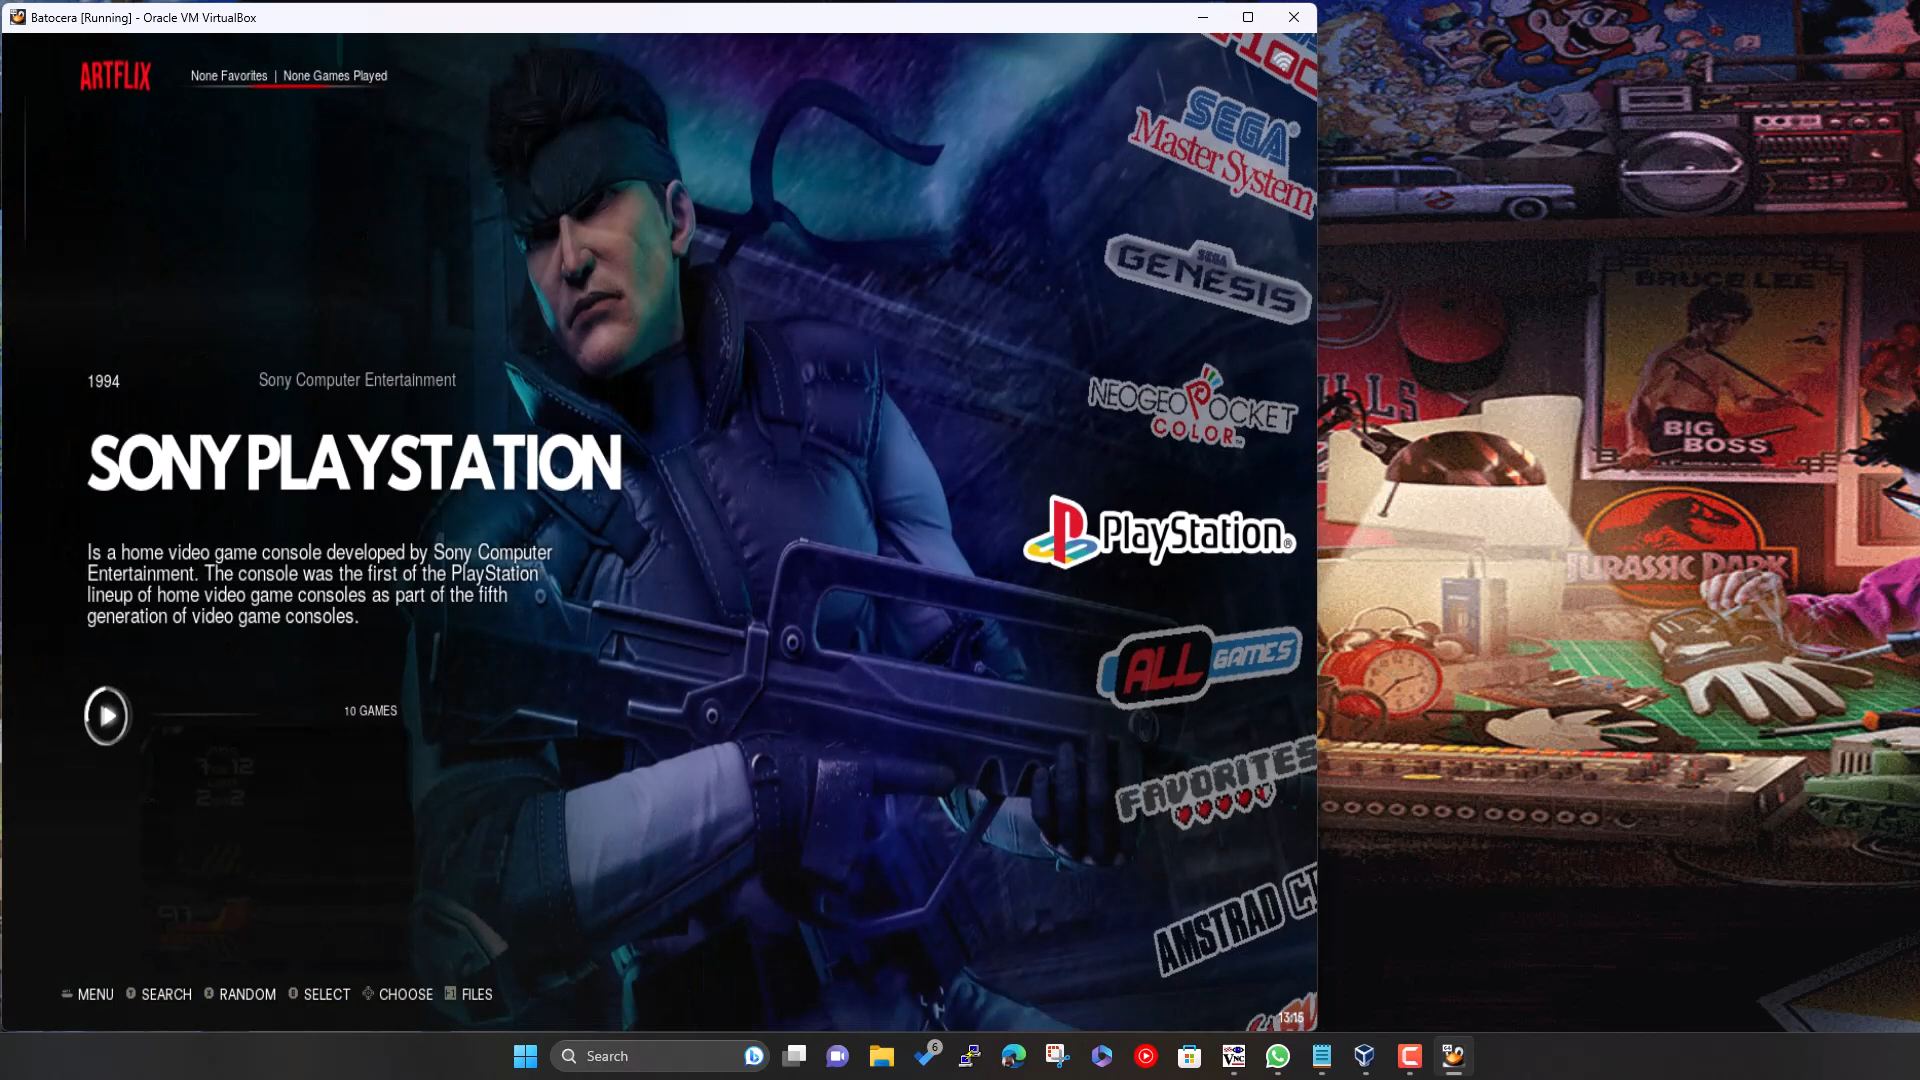 Batocera [Running] - Oracle VM VirtualBox
ARTFLIX
None Favorites | None Games Played
SEGA
Master System
SEGA
GENESIS
NEOGEO POCKET
COLOR
1994
Sony Computer Entertainment
SONY PLAYSTATION
PlayStation
Is a home video game console developed by Sony Computer
Entertainment. The console was the first of the PlayStation
lineup of home video game consoles as part of the fifth
generation of video game consoles.
ALL GAMES
10 GAMES
FAVORITES
AMSTRAD
MENU
SEARCH
RANDOM
SELECT
CHOOSE
F1 FILES
13:15
BRUCE LEE
BIG
BOSS
JURASSIC PARK
Search
6
VNC